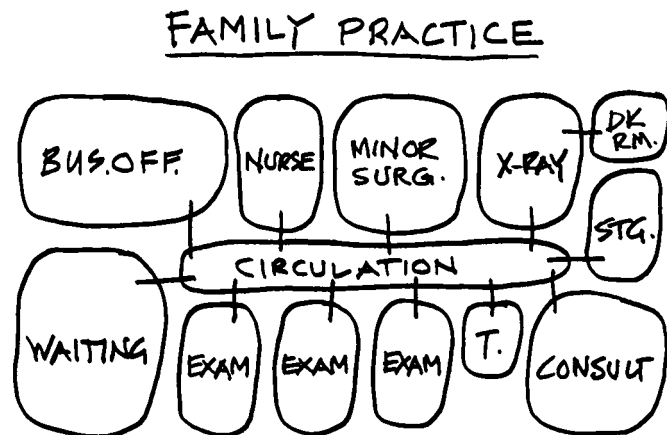 FAMILY PRACTICE
BUS.OFF.
NURSE
MINOR
SURG.
X-RAY
DK
RM.
STG.
CIRCULATION
WAITING
EXAM
EXAM
EXAM
T.
CONSULT